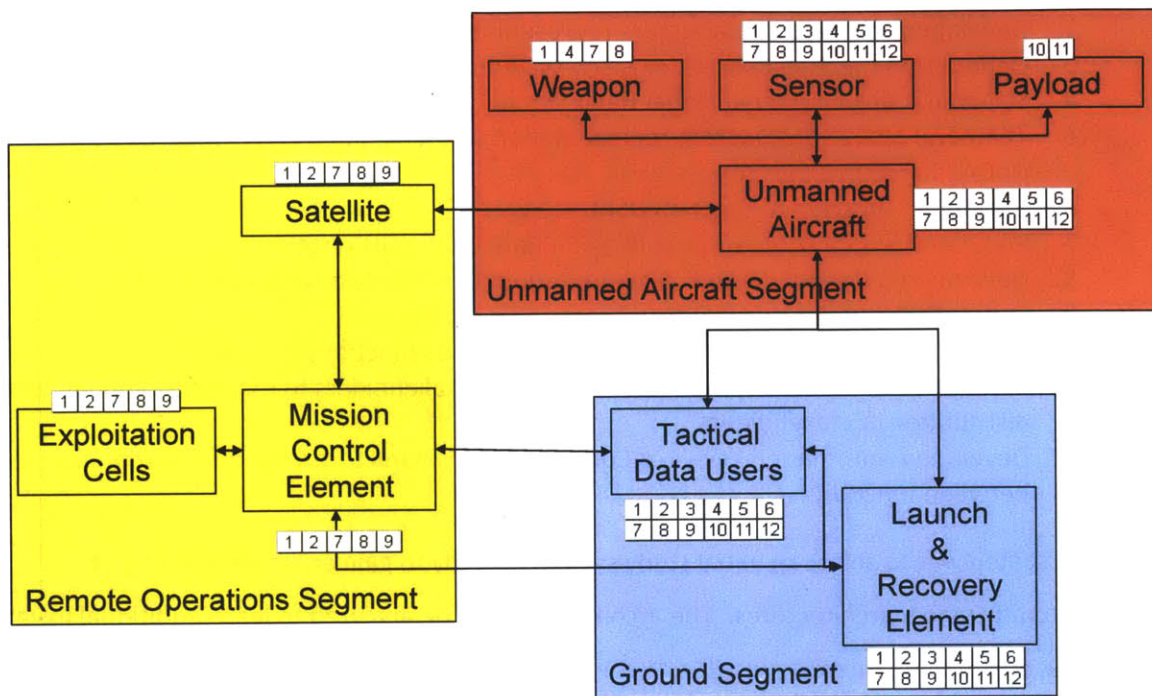 1 4 7 8
Weapon
1 2 3 4 5 6
7 8 9 10 11 12
Sensor
10 11
Payload
Unmanned
Aircraft
1 2 3 4 5 6
7 8 9 10 11 12
Unmanned Aircraft Segment
1 2 7 8 9
Satellite
1 2 7 8 9
Exploitation
Cells
Mission
Control
Element
1 2 7 8 9
Remote Operations Segment
Tactical
Data Users
1 2 3 4 5 6
7 8 9 10 11 12
Launch
&
Recovery
Element
1 2 3 4 5 6
7 8 9 10 11 12
Ground Segment